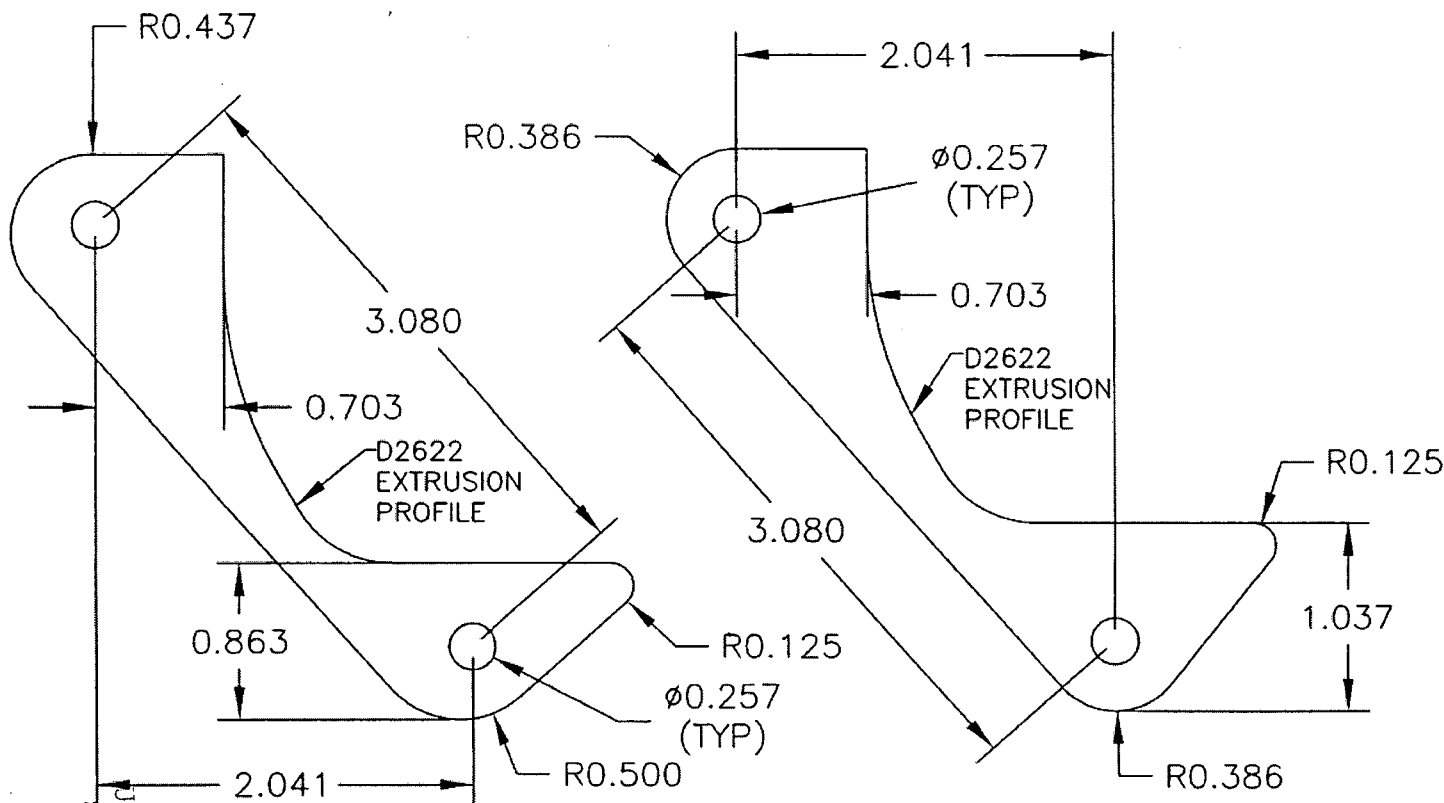 R0.437
2.041
R0.386
ø0.257
(TYP)
3.080
0.703
0.703
D2622
EXTRUSION
PROFILE
D2622
EXTRUSION
PROFILE
R0.125
3.080
0.863
R0.125
1.037
ø0.257
(TYP)
R0.500
R0.386
2.041